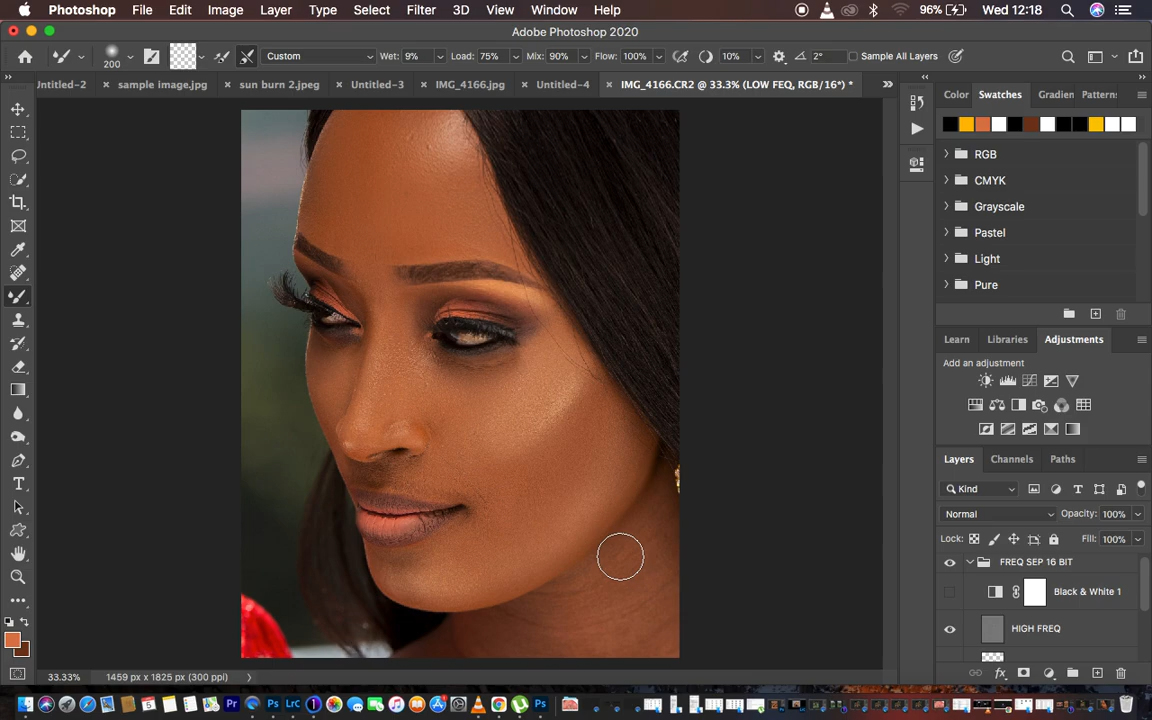 Photoshop File Edit Image Layer Type Select Filter 3D View Window Help 96% Wed 12:18
Adobe Photoshop 2020
200 Custom Wet: 9% Load: 75% Mix: 90% Flow: 100% 10% 2° Sample All Layers
Untitled-2 × sample image.jpg × sun burn 2.jpeg × Untitled-3 × IMG_4166.jpg × Untitled-4 × IMG_4166.CR2 @ 33.3% (LOW FEQ, RGB/16*) *
Color Swatches Gradien Pattern:
RGB
CMYK
Grayscale
Pastel
Light
Pure
Learn Libraries Adjustments
Add an adjustment
Layers Channels Paths
Kind
Normal Opacity: 100%
Lock: Fill: 100%
FREQ SEP 16 BIT
Black & White 1
HIGH FREQ
33.33% 1459 px x 1825 px (300 ppi)